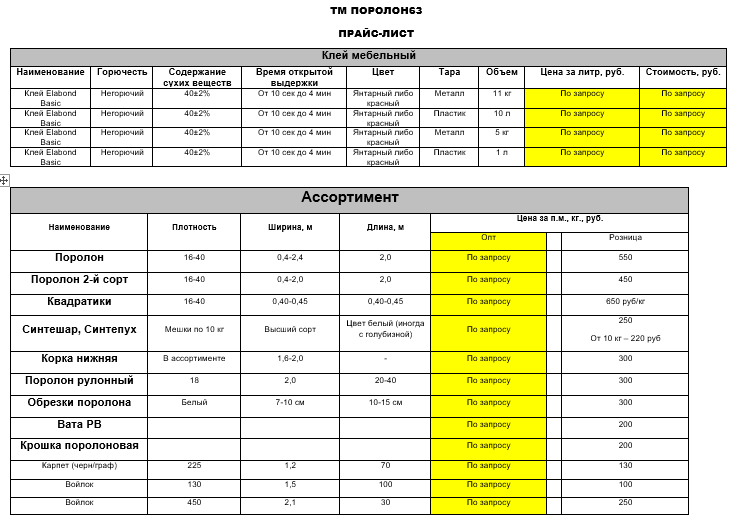 ТМ ПОРОЛОН63
ПРАЙС-ЛИСТ
Клей мебельный
Наименование Горючесть Содержание сухих веществ Время открытой выдержки Цвет Тара Объем Цена за литр, руб. Стоимость, руб.
Клей Elabond Basic Негорючий 40±2% От 10 сек до 4 мин Янтарный либо красный Металл 11 кг По запросу По запросу
Клей Elabond Basic Негорючий 40±2% От 10 сек до 4 мин Янтарный либо красный Пластик 10 л По запросу По запросу
Клей Elabond Basic Негорючий 40±2% От 10 сек до 4 мин Янтарный либо красный Металл 5 кг По запросу По запросу
Клей Elabond Basic Негорючий 40±2% От 10 сек до 4 мин Янтарный либо красный Пластик 1 л По запросу По запросу
Ассортимент
Наименование Плотность Ширина, м Длина, м Цена за п.м., кг., руб.
Опт Розница
Поролон 16-40 0,4-2,4 2,0 По запросу 550
Поролон 2-й сорт 16-40 0,4-2,0 2,0 По запросу 450
Квадратики 16-40 0,40-0,45 0,40-0,45 По запросу 650 руб/кг
Синтешар, Синтепух Мешки по 10 кг Высший сорт Цвет белый (иногда с голубизной) По запросу 250
От 10 кг – 220 руб
Корка нижняя В ассортименте 1,6-2,0 - По запросу 300
Поролон рулонный 18 2,0 20-40 По запросу 300
Обрезки поролона Белый 7-10 см 10-15 см По запросу 300
Вата РВ По запросу 200
Крошка поролоновая По запросу 200
Карпет (черн/граф) 225 1,2 70 По запросу 130
Войлок 130 1,5 100 По запросу 100
Войлок 450 2,1 30 По запросу 250